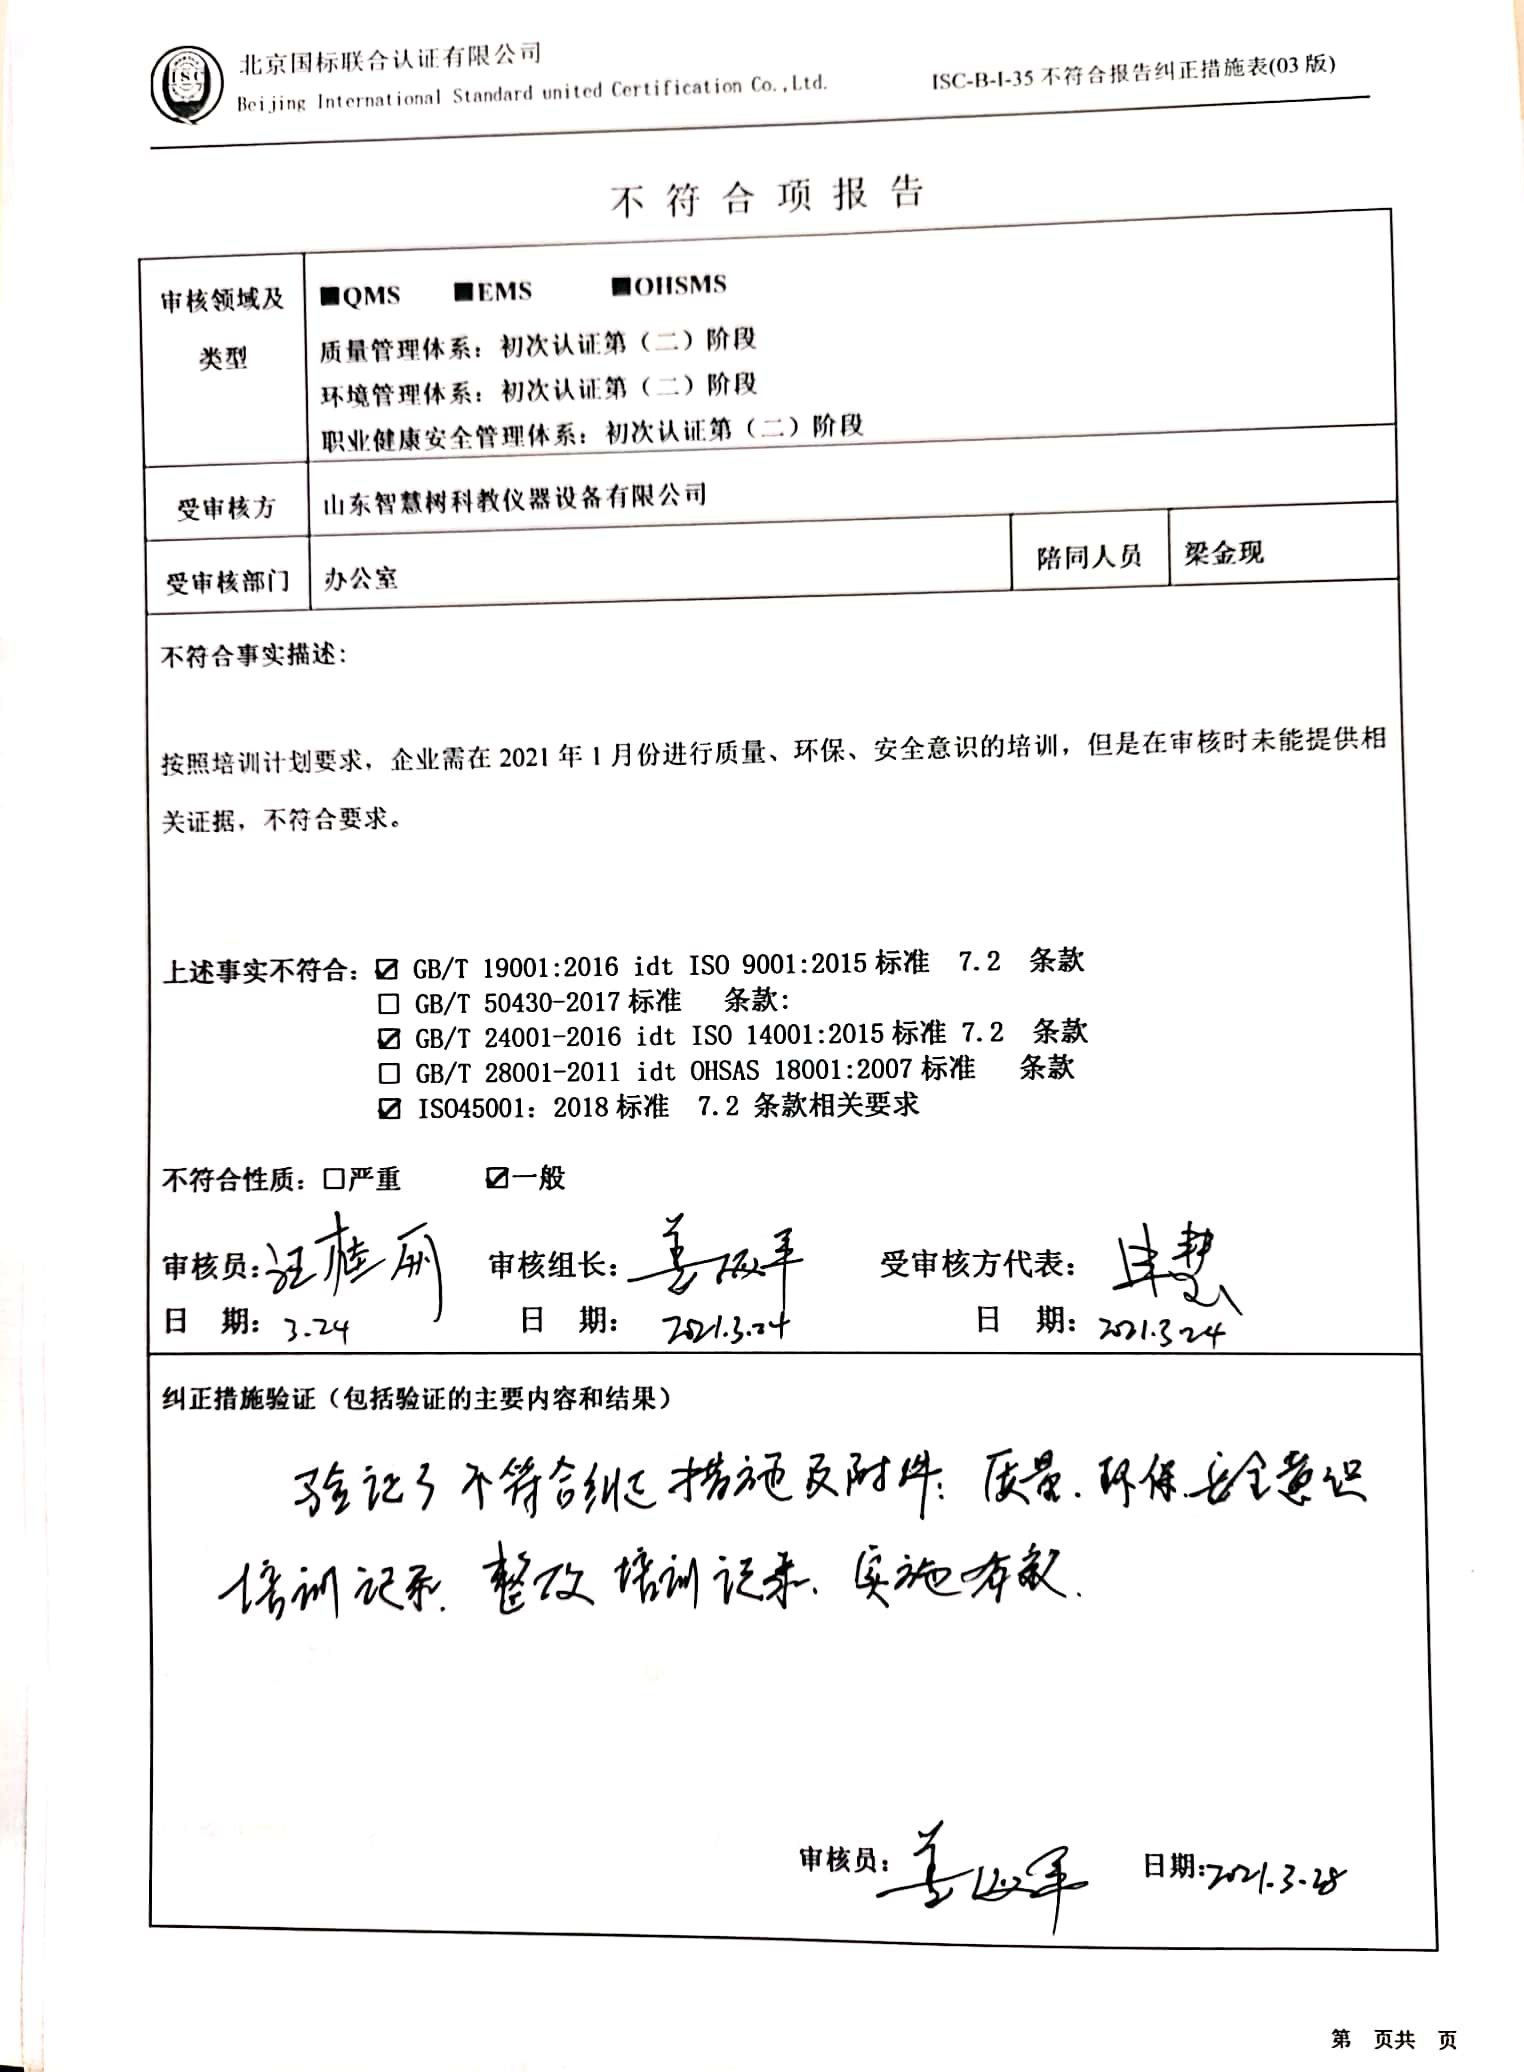 ISC
北京国标联合认证有限公司
Beijing International Standard united Certification Co.,Ltd.
ISC-B-I-35 不符合报告纠正措施表(03 版)
不 符 合 项 报 告
审核领域及
类型
■QMS ■EMS ■OHSMS
质量管理体系：初次认证第（二）阶段
环境管理体系：初次认证第（二）阶段
职业健康安全管理体系：初次认证第（二）阶段
受审核方 山东智慧树科教仪器设备有限公司
受审核部门 办公室 陪同人员 梁金现
不符合事实描述:
按照培训计划要求，企业需在 2021 年 1 月份进行质量、环保、安全意识的培训，但是在审核时未能提供相
关证据，不符合要求。
上述事实不符合：☑ GB/T 19001:2016 idt ISO 9001:2015 标准 7.2 条款
□ GB/T 50430-2017 标准 条款:
☑ GB/T 24001-2016 idt ISO 14001:2015 标准 7.2 条款
□ GB/T 28001-2011 idt OHSAS 18001:2007 标准 条款
☑ ISO45001: 2018 标准 7.2 条款相关要求
不符合性质：□严重 ☑一般
审核员: 汪桂丽 审核组长: 姜海军 受审核方代表:
日 期: 3.24 日 期: 2021.3.24 日 期: 2021.3.24
纠正措施验证（包括验证的主要内容和结果）
验证了不符合纠正措施及附件：质量、环保、安全意识
培训记录、整改培训记录、实施有效.
审核员: 姜海军 日期:2021.3.28
第 页共 页